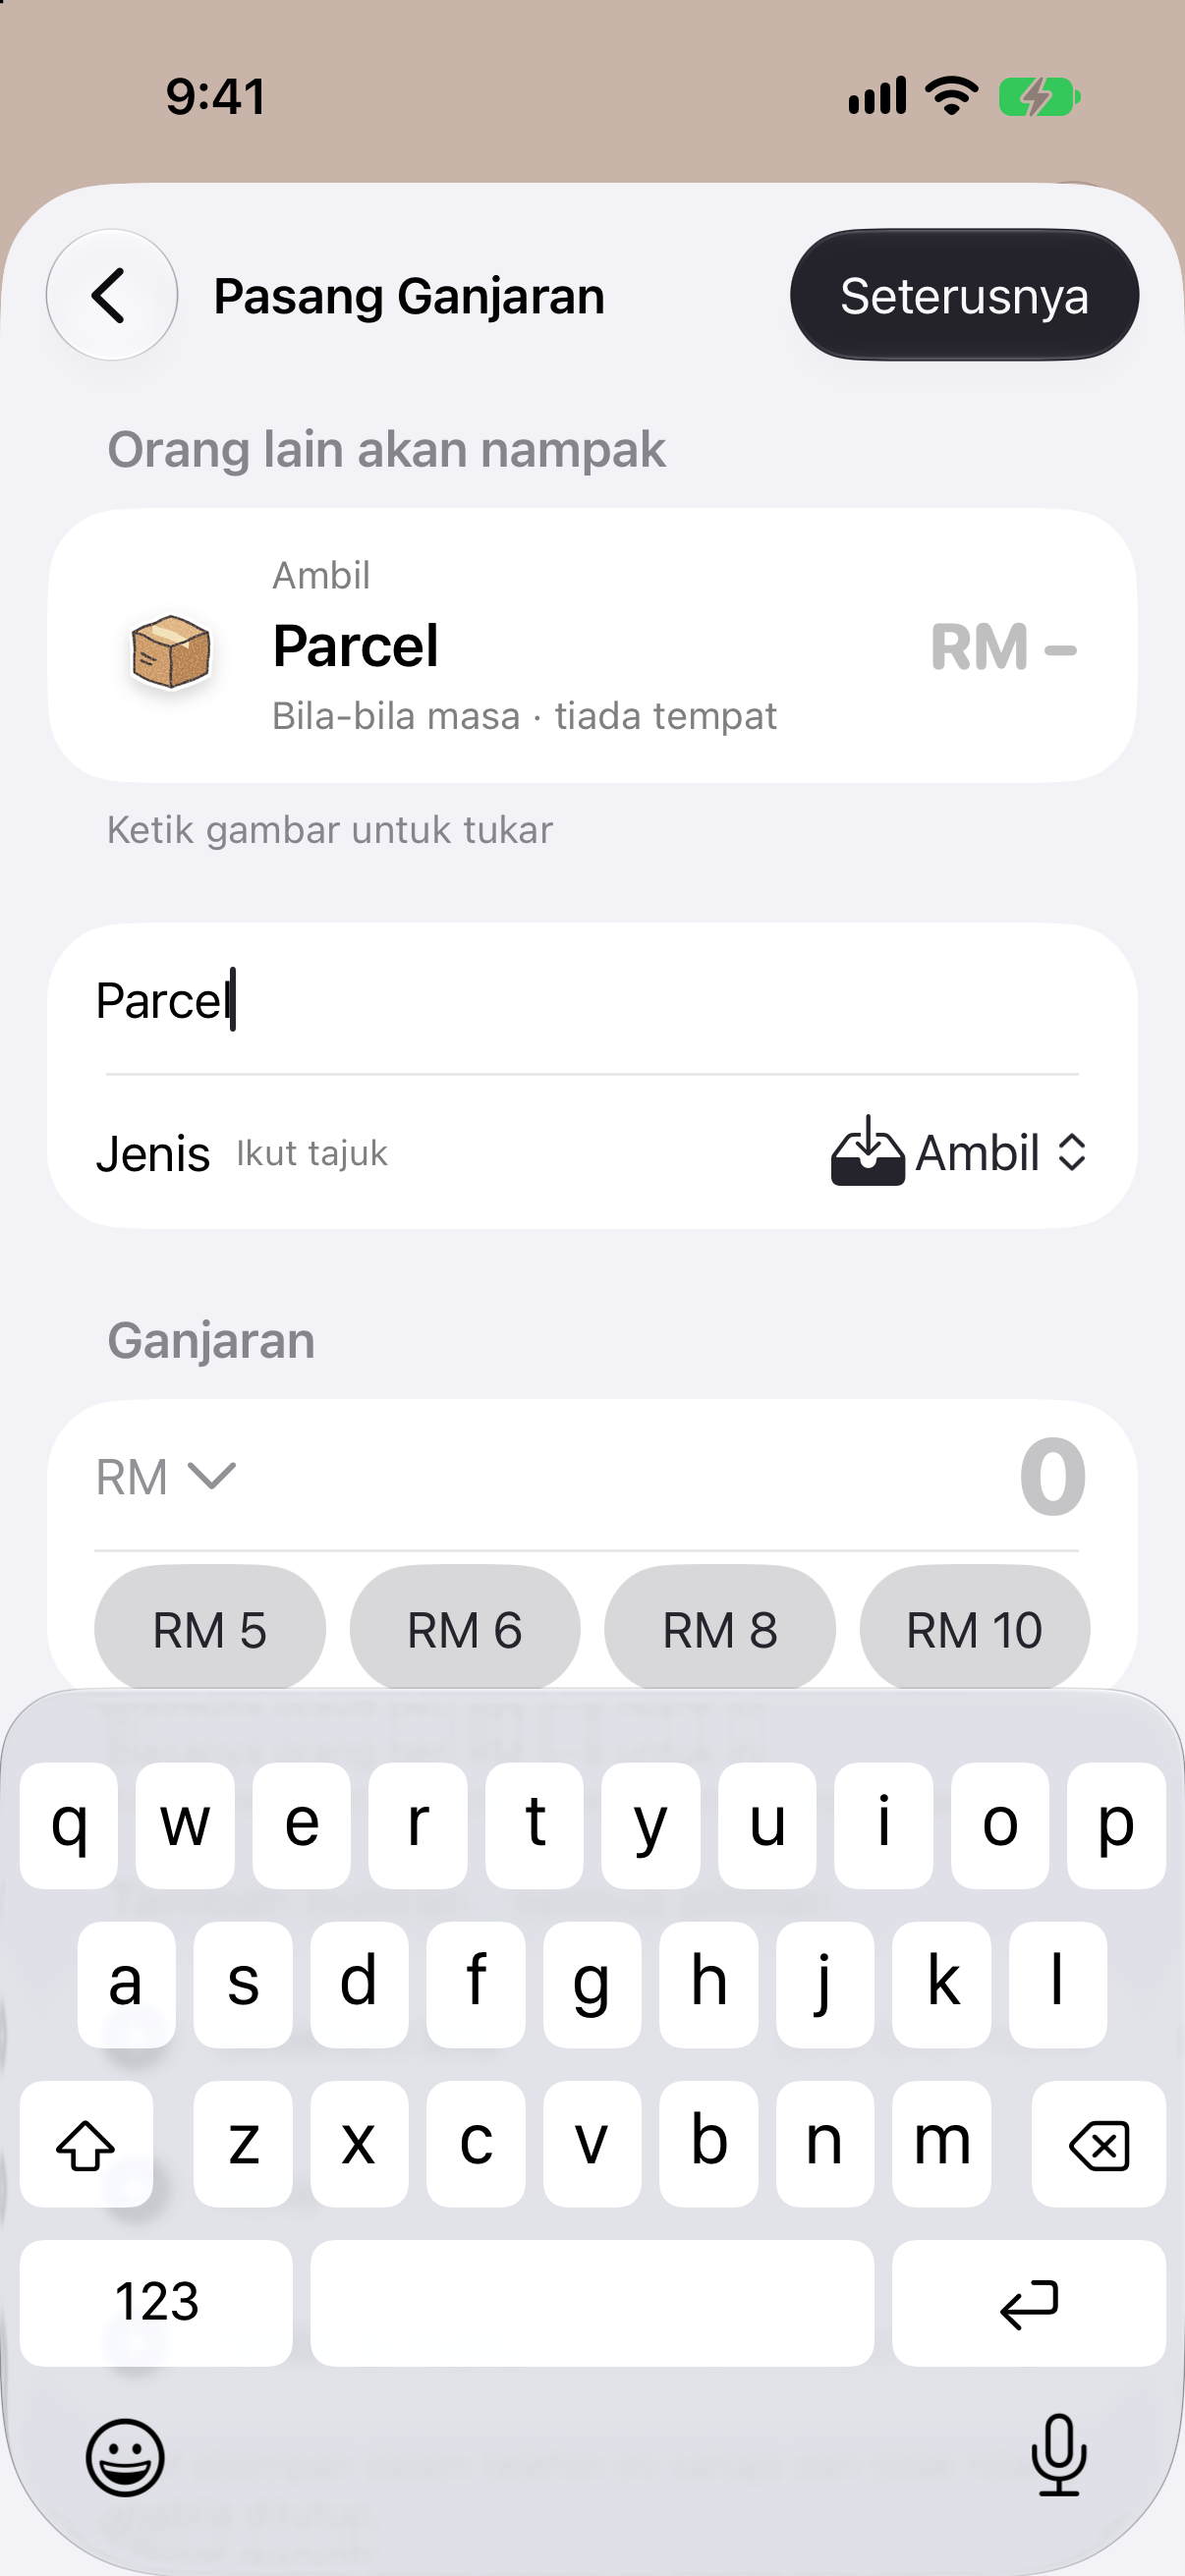 9:41
Pasang Ganjaran
Seterusnya
Orang lain akan nampak
Ambil
Parcel
RM –
Bila-bila masa · tiada tempat
Ketik gambar untuk tukar
Parcel
Jenis Ikut tajuk Ambil
Ganjaran
RM 0
RM 5 RM 6 RM 8 RM 10
q w e r t y u i o p
a s d f g h j k l
z x c v b n m
123